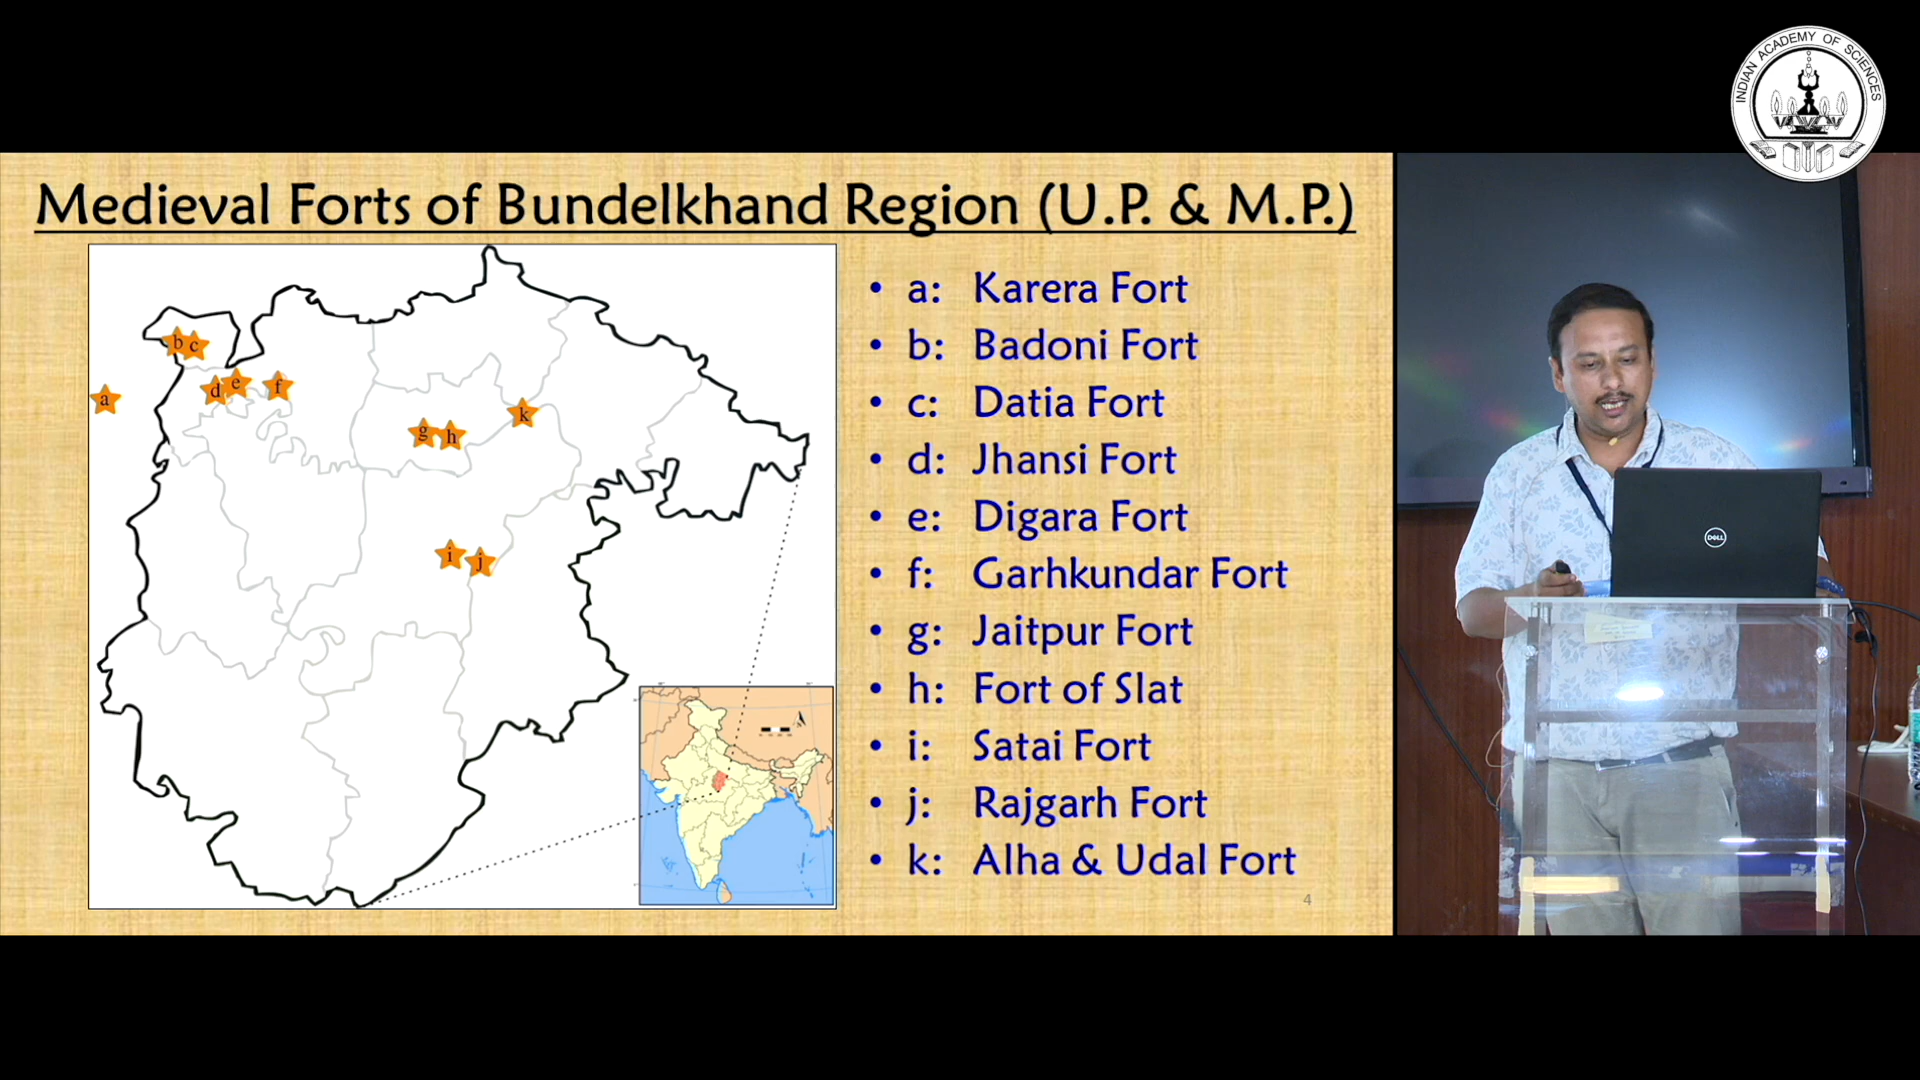 INDIAN ACADEMY OF SCIENCES
Medieval Forts of Bundelkhand Region (U.P. & M.P.)
b c
a
d e f
g h
k
i j
• a: Karera Fort
• b: Badoni Fort
• c: Datia Fort
• d: Jhansi Fort
• e: Digara Fort
• f: Garhkundar Fort
• g: Jaitpur Fort
• h: Fort of Slat
• i: Satai Fort
• j: Rajgarh Fort
• k: Alha & Udal Fort
4
DELL